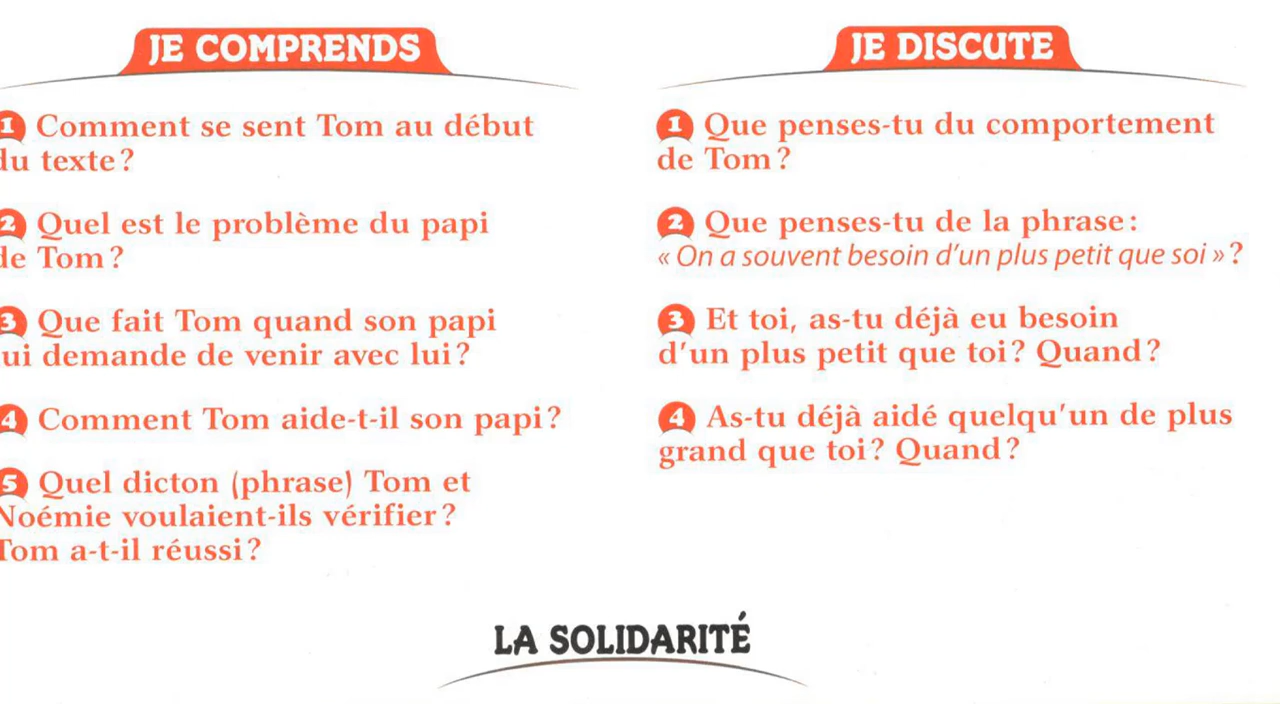 JE COMPRENDS
1 Comment se sent Tom au début
du texte?
2 Quel est le problème du papi
de Tom?
3 Que fait Tom quand son papi
lui demande de venir avec lui?
4 Comment Tom aide-t-il son papi?
5 Quel dicton (phrase) Tom et
Noémie voulaient-ils vérifier?
Tom a-t-il réussi?
JE DISCUTE
1 Que penses-tu du comportement
de Tom?
2 Que penses-tu de la phrase:
« On a souvent besoin d'un plus petit que soi »?
3 Et toi, as-tu déjà eu besoin
d'un plus petit que toi? Quand?
4 As-tu déjà aidé quelqu'un de plus
grand que toi? Quand?
LA SOLIDARITÉ